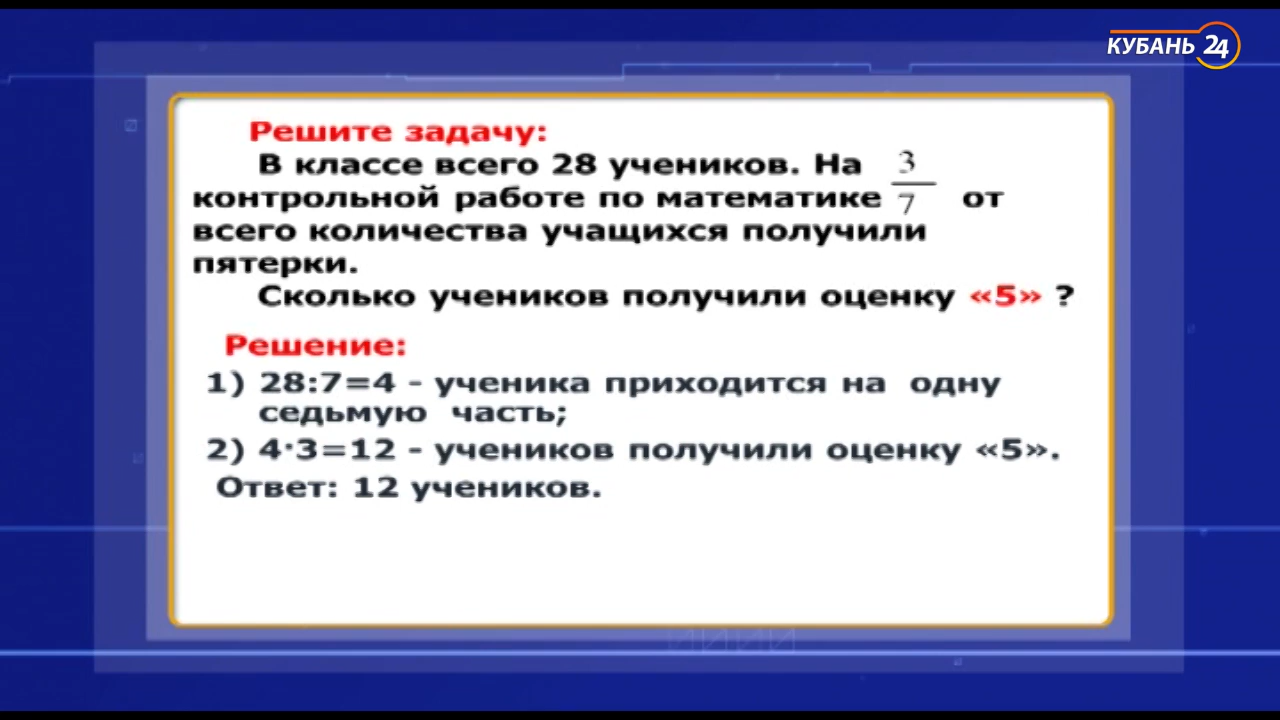 КУБАНЬ 24
Решите задачу:
В классе всего 28 учеников. На
контрольной работе по математике 3/7 от
всего количества учащихся получили
пятерки.
Сколько учеников получили оценку «5» ?
Решение:
1) 28:7=4 - ученика приходится на одну
седьмую часть;
2) 4·3=12 - учеников получили оценку «5».
Ответ: 12 учеников.